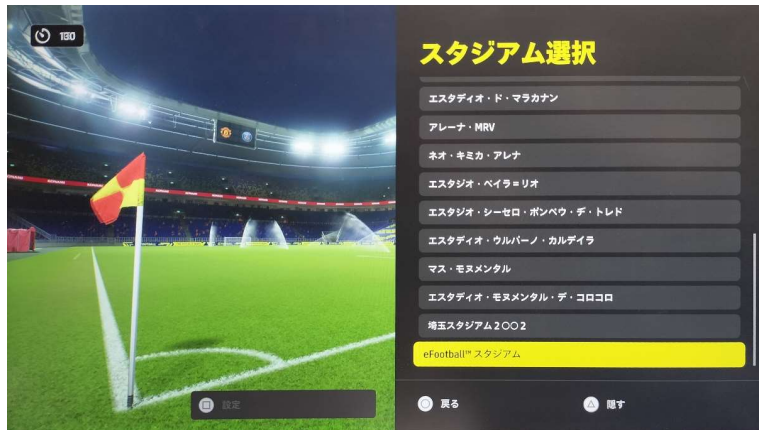 180
スタジアム選択
エスタディオ・ド・マラカナン
アレーナ・MRV
ネオ・キミカ・アレナ
エスタジオ・ベイラ=リオ
エスタジオ・シーセロ・ポンペウ・デ・トレド
エスタディオ・ウルバーノ・カルデイラ
マス・モヌメンタル
エスタディオ・モヌメンタル・デ・コロコロ
埼玉スタジアム2〇〇2
eFootball™ スタジアム
設定
戻る
隠す